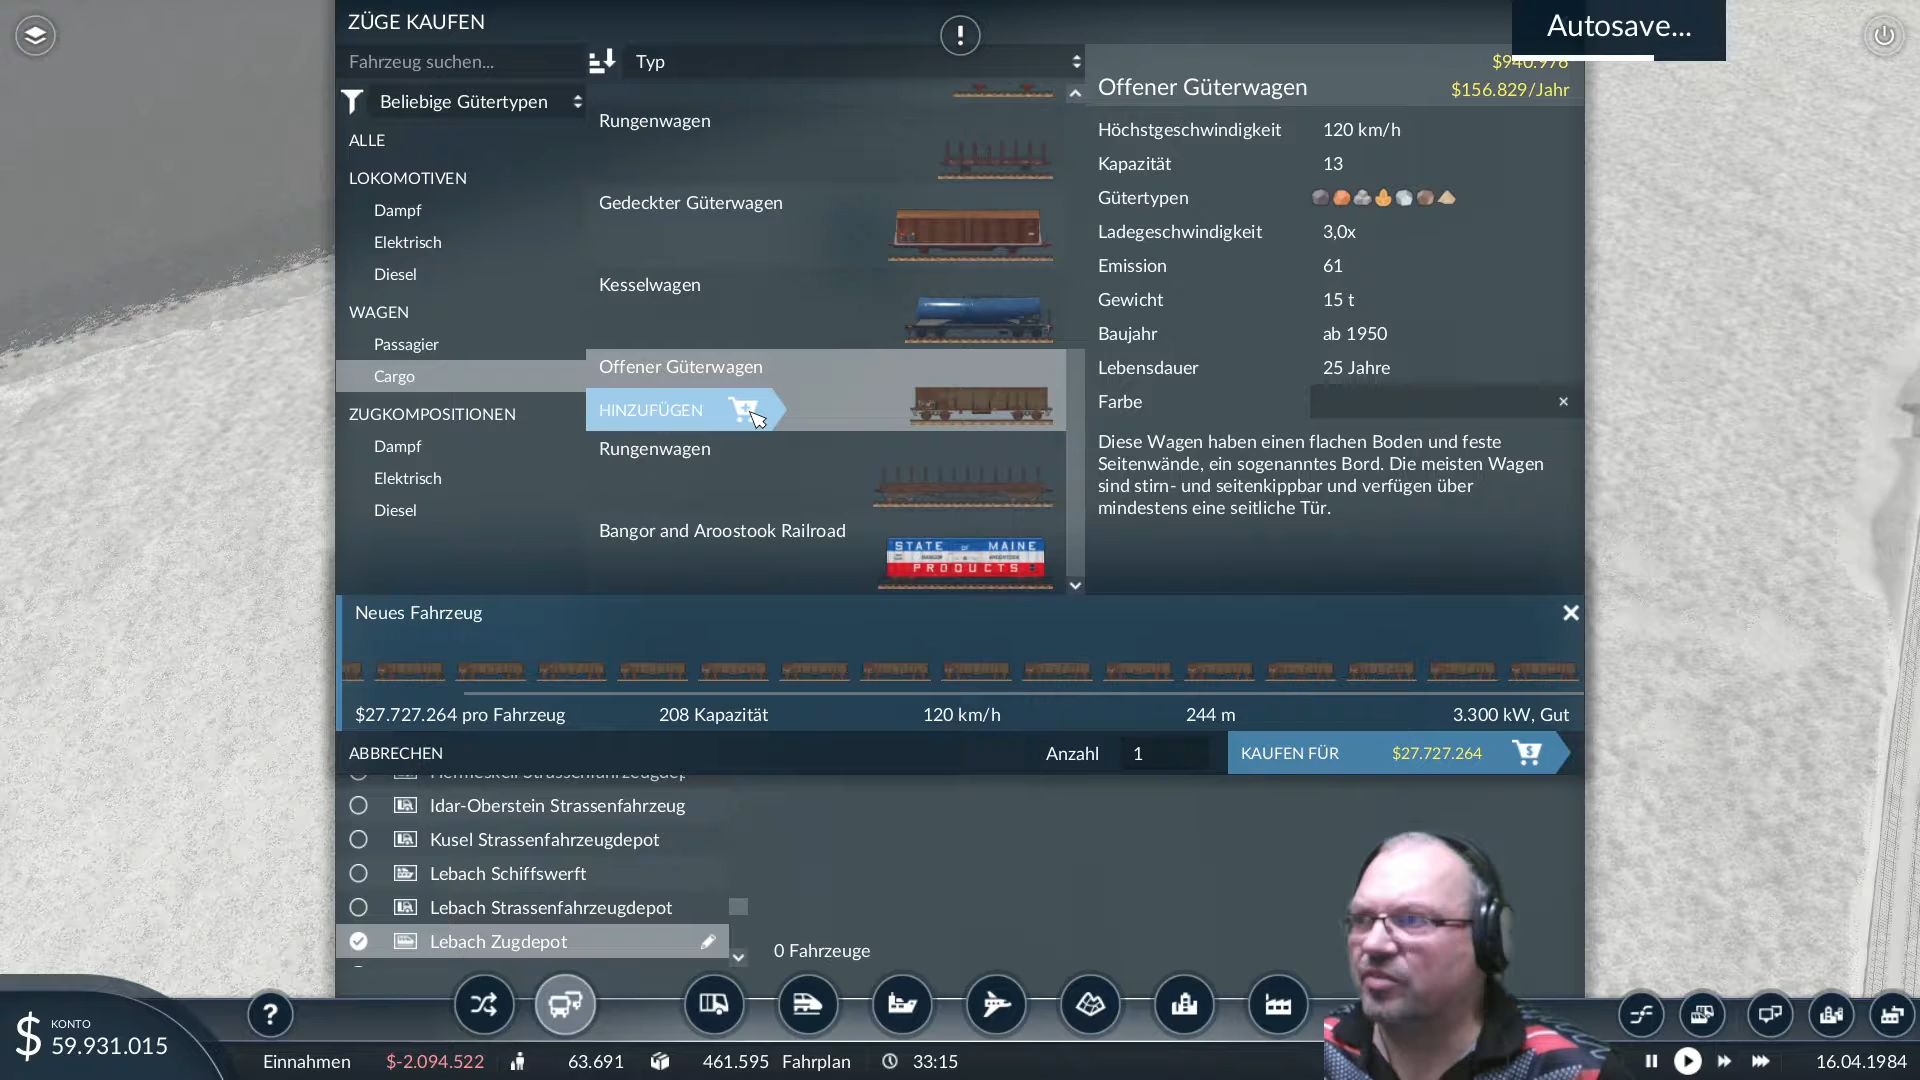 ZÜGE KAUFEN
Autosave...
Fahrzeug suchen...
Typ
$940.976
Offener Güterwagen
$156.829/Jahr
Beliebige Gütertypen
ALLE
LOKOMOTIVEN
Dampf
Elektrisch
Diesel
WAGEN
Passagier
Cargo
ZUGKOMPOSITIONEN
Dampf
Elektrisch
Diesel
Rungenwagen
Gedeckter Güterwagen
Kesselwagen
Offener Güterwagen
HINZUFÜGEN
Rungenwagen
Bangor and Aroostook Railroad
STATE OF MAINE
PRODUCTS
Höchstgeschwindigkeit 120 km/h
Kapazität 13
Gütertypen
Ladegeschwindigkeit 3,0x
Emission 61
Gewicht 15 t
Baujahr ab 1950
Lebensdauer 25 Jahre
Farbe
Diese Wagen haben einen flachen Boden und feste
Seitenwände, ein sogenanntes Bord. Die meisten Wagen
sind stirn- und seitenkippbar und verfügen über
mindestens eine seitliche Tür.
Neues Fahrzeug
$27.727.264 pro Fahrzeug 208 Kapazität 120 km/h 244 m 3.300 kW, Gut
ABBRECHEN Anzahl 1 KAUFEN FÜR $27.727.264
Idar-Oberstein Strassenfahrzeug
Kusel Strassenfahrzeugdepot
Lebach Schiffswerft
Lebach Strassenfahrzeugdepot
Lebach Zugdepot
0 Fahrzeuge
KONTO
$ 59.931.015
Einnahmen $-2.094.522 63.691 461.595 Fahrplan 33:15 16.04.1984